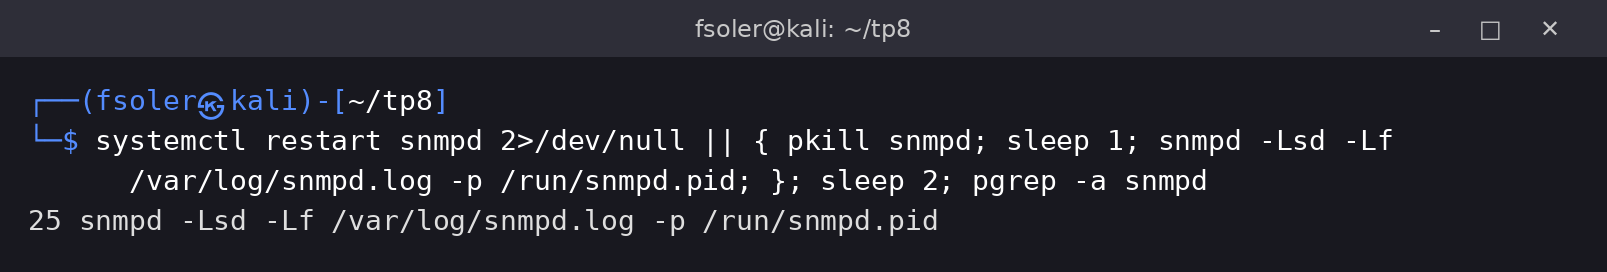 fsoler@kali: ~/tp8
┌──(fsoler㉿kali)-[~/tp8]
└─$ systemctl restart snmpd 2>/dev/null || { pkill snmpd; sleep 1; snmpd -Lsd -Lf
/var/log/snmpd.log -p /run/snmpd.pid; }; sleep 2; pgrep -a snmpd
25 snmpd -Lsd -Lf /var/log/snmpd.log -p /run/snmpd.pid